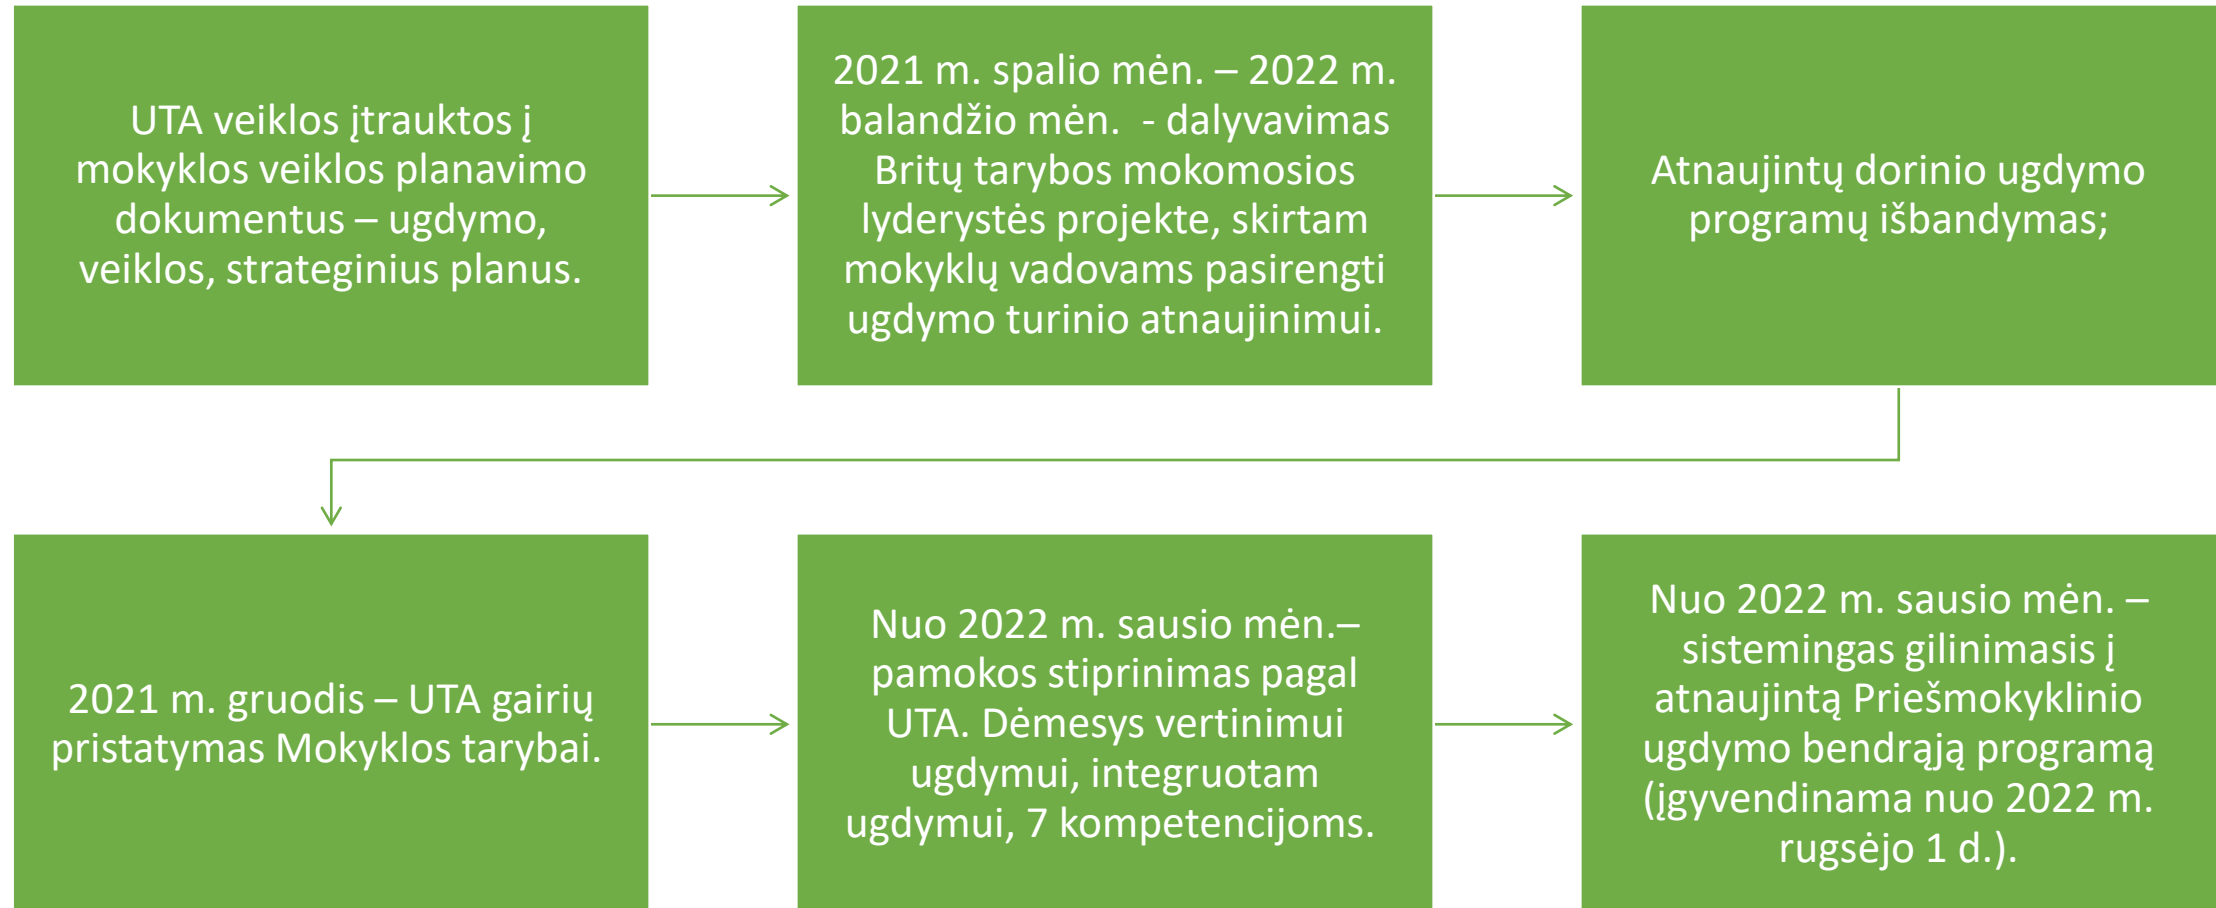 UTA veiklos įtrauktos į
mokyklos veiklos planavimo
dokumentus – ugdymo,
veiklos, strateginius planus.
2021 m. spalio mėn. – 2022 m.
balandžio mėn.  - dalyvavimas
Britų tarybos mokomosios
lyderystės projekte, skirtam
mokyklų vadovams pasirengti
ugdymo turinio atnaujinimui.
Atnaujintų dorinio ugdymo
programų išbandymas;
2021 m. gruodis – UTA gairių
pristatymas Mokyklos tarybai.
Nuo 2022 m. sausio mėn.–
pamokos stiprinimas pagal
UTA. Dėmesys vertinimui
ugdymui, integruotam
ugdymui, 7 kompetencijoms.
Nuo 2022 m. sausio mėn. –
sistemingas gilinimasis į
atnaujintą Priešmokyklinio
ugdymo bendrąją programą
(įgyvendinama nuo 2022 m.
rugsėjo 1 d.).